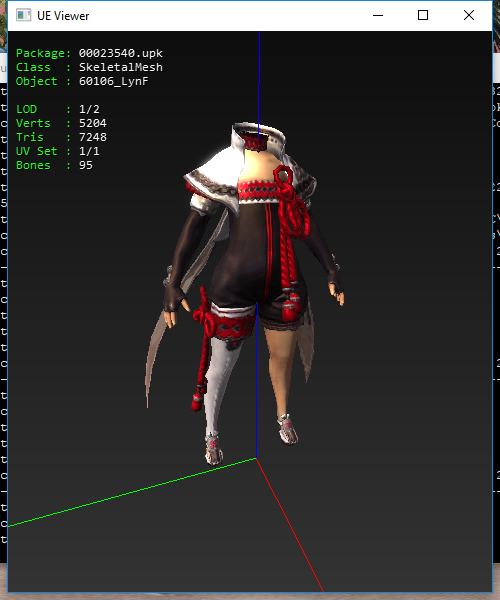 UE Viewer
Package: 00023540.upk
Class : SkeletalMesh
Object : 60106_LynF
LOD : 1/2
Verts : 5204
Tris : 7248
UV Set : 1/1
Bones : 95